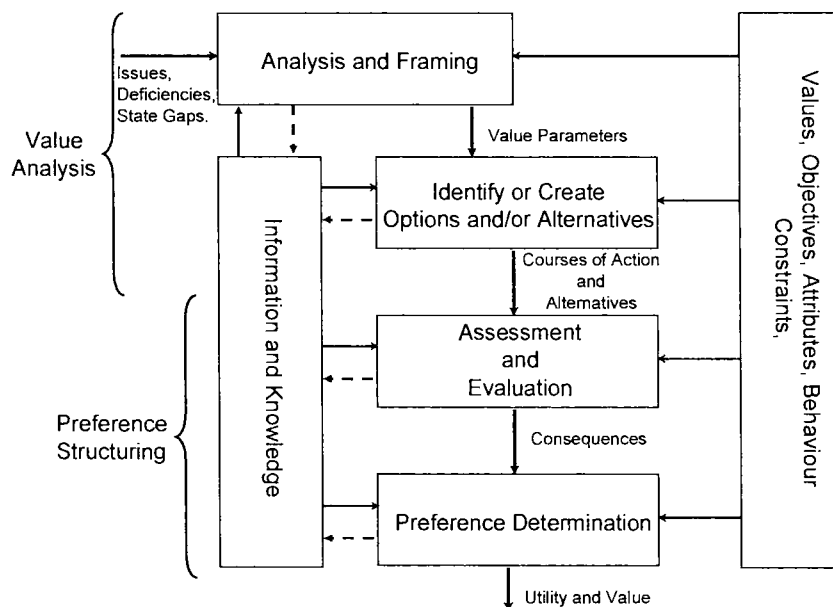 Analysis and Framing
Issues,
Deficiencies,
State Gaps.
Value
Analysis
Value Parameters
Identify or Create
Options and/or Alternatives
Courses of Action
and
Alternatives
Information and Knowledge
Values, Objectives, Attributes, Behaviour
Constraints,
Assessment
and
Evaluation
Preference
Structuring
Consequences
Preference Determination
Utility and Value